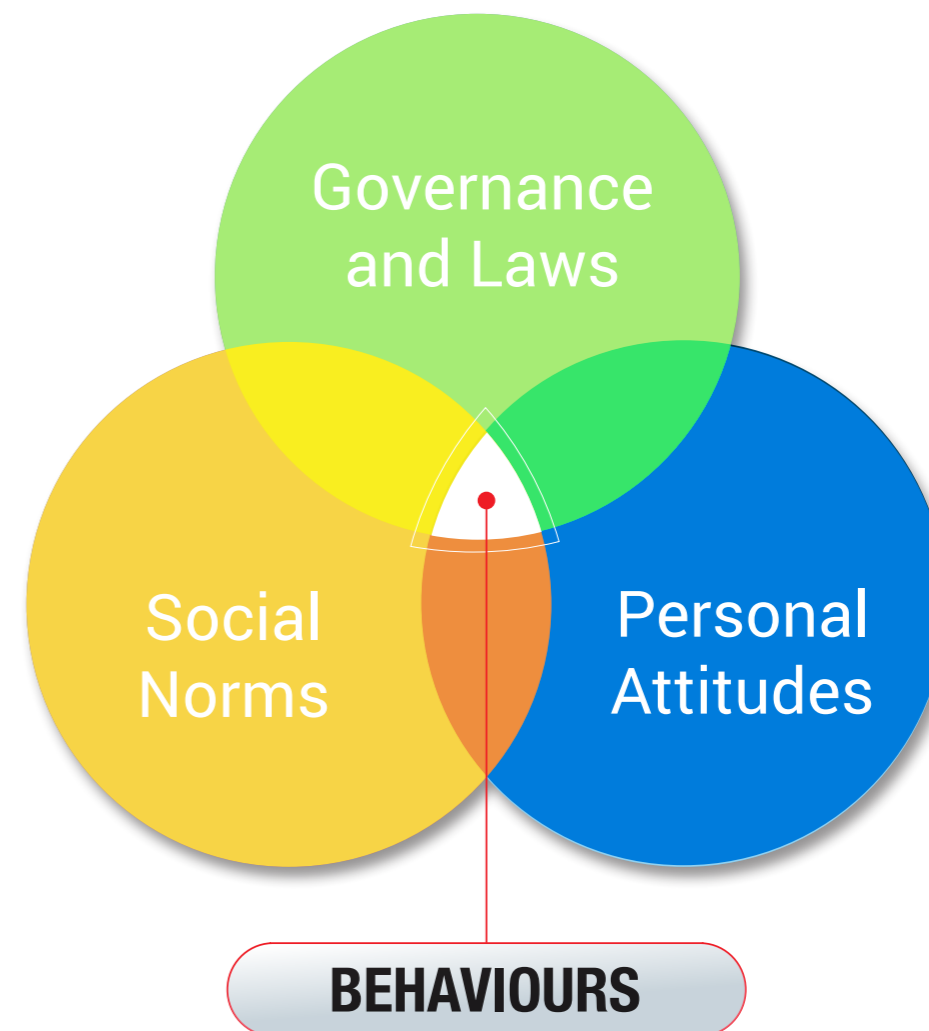 Governance
and Laws
Social
Norms
Personal
Attitudes
BEHAVIOURS